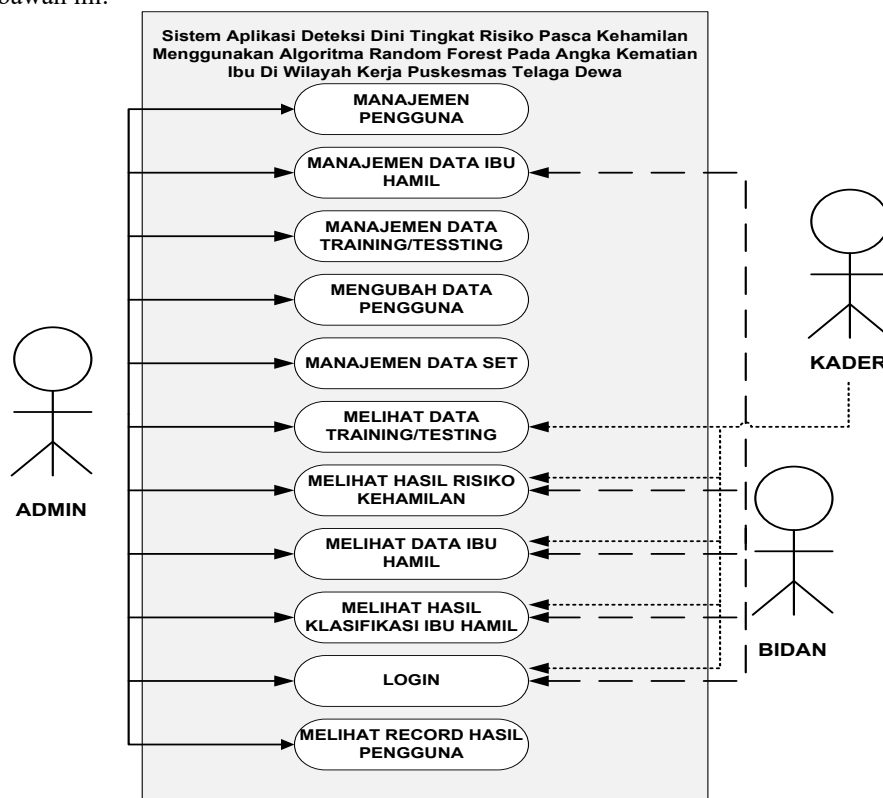 bawah ini:
Sistem Aplikasi Deteksi Dini Tingkat Risiko Pasca Kehamilan
Menggunakan Algoritma Random Forest Pada Angka Kematian
Ibu Di Wilayah Kerja Puskesmas Telaga Dewa
MANAJEMEN
PENGGUNA
MANAJEMEN DATA IBU
HAMIL
MANAJEMEN DATA
TRAINING/TESSTING
MENGUBAH DATA
PENGGUNA
MANAJEMEN DATA SET
MELIHAT DATA
TRAINING/TESTING
MELIHAT HASIL RISIKO
KEHAMILAN
MELIHAT DATA IBU
HAMIL
MELIHAT HASIL
KLASIFIKASI IBU HAMIL
LOGIN
MELIHAT RECORD HASIL
PENGGUNA
ADMIN
KADER
BIDAN